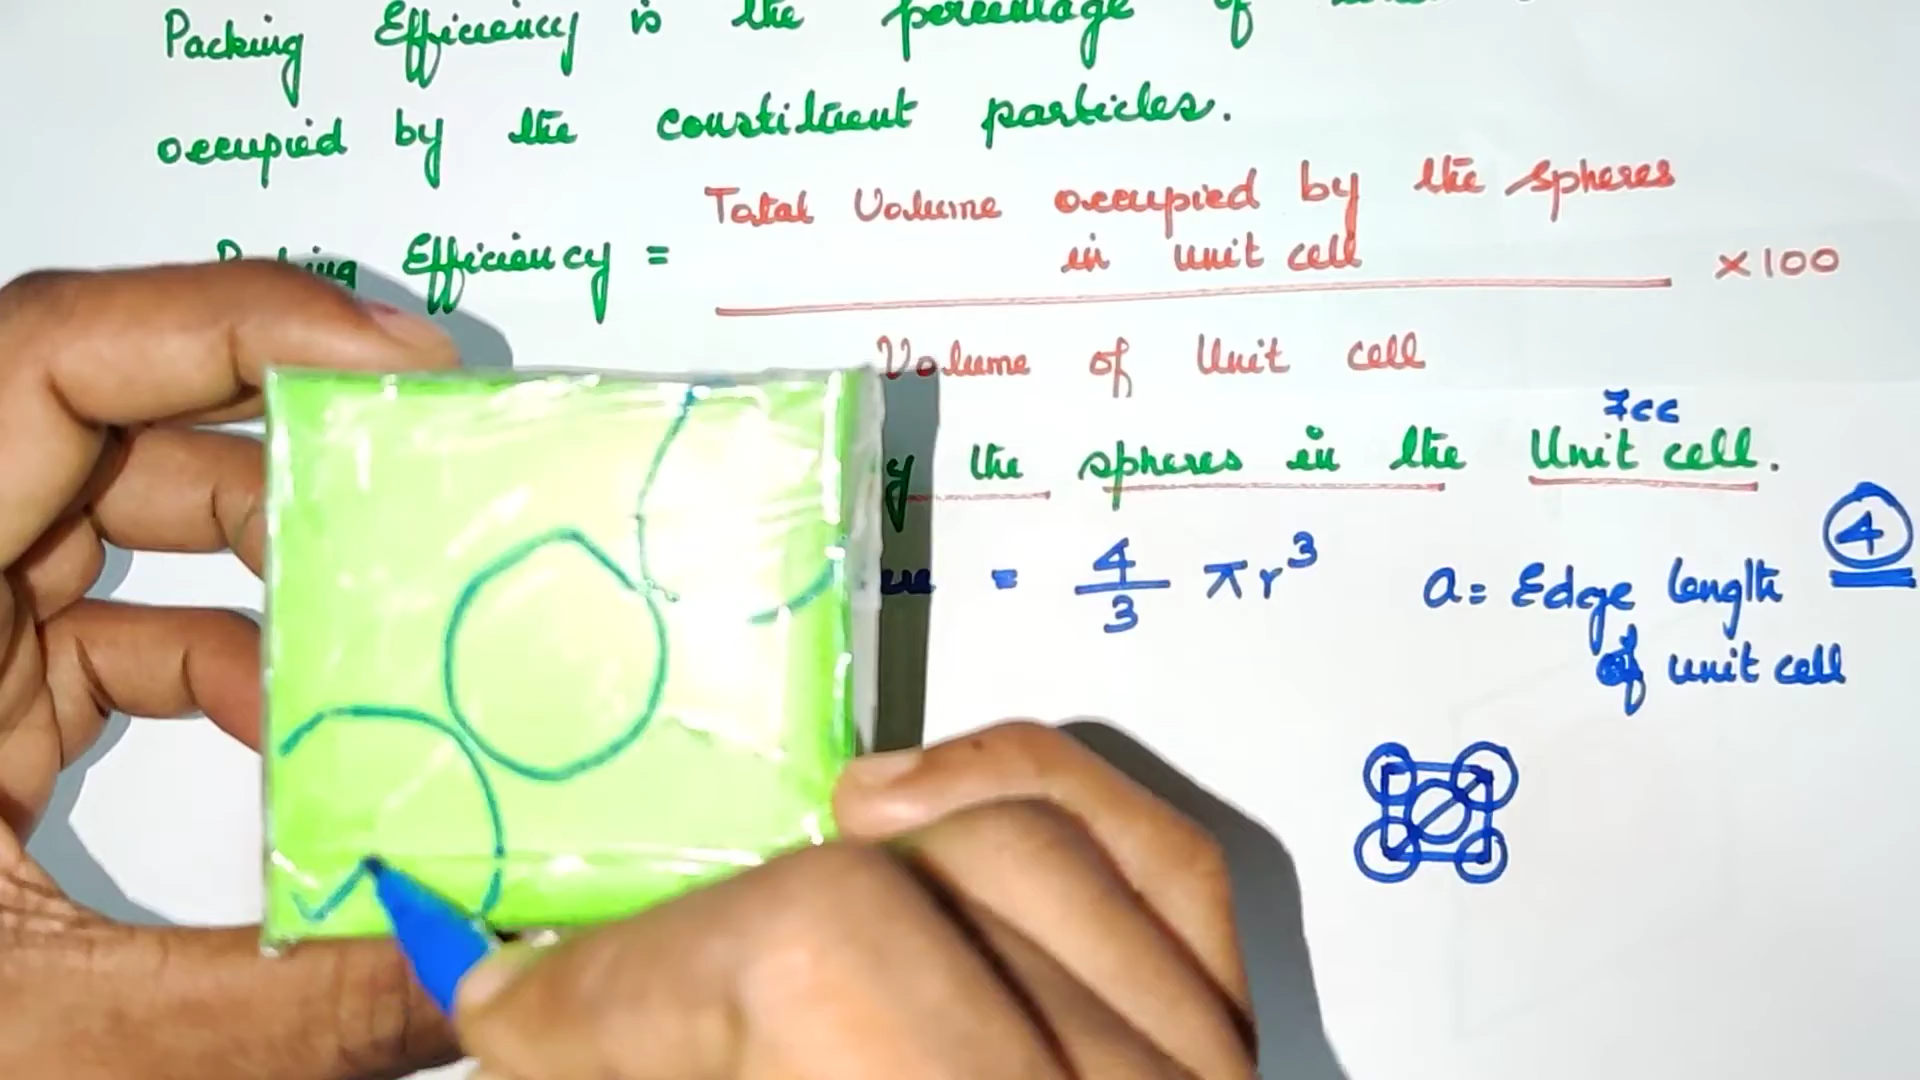 Packing Efficiency is the percentage of
occupied by the constituent particles.
Total Volume occupied by the spheres
in unit cell
Efficiency = × 100
Volume of Unit cell
Fcc
the spheres in the Unit cell.
4
= 4/3 πr³
a = Edge length
of unit cell